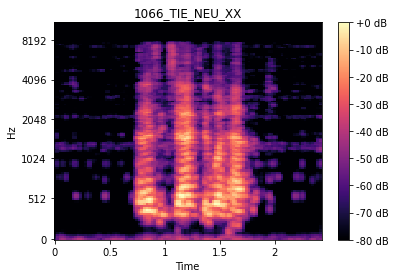 1066_TIE_NEU_XX
8192
4096
2048
1024
512
0
Hz
0
0.5
1
1.5
2
Time
+0 dB
-10 dB
-20 dB
-30 dB
-40 dB
-50 dB
-60 dB
-70 dB
-80 dB